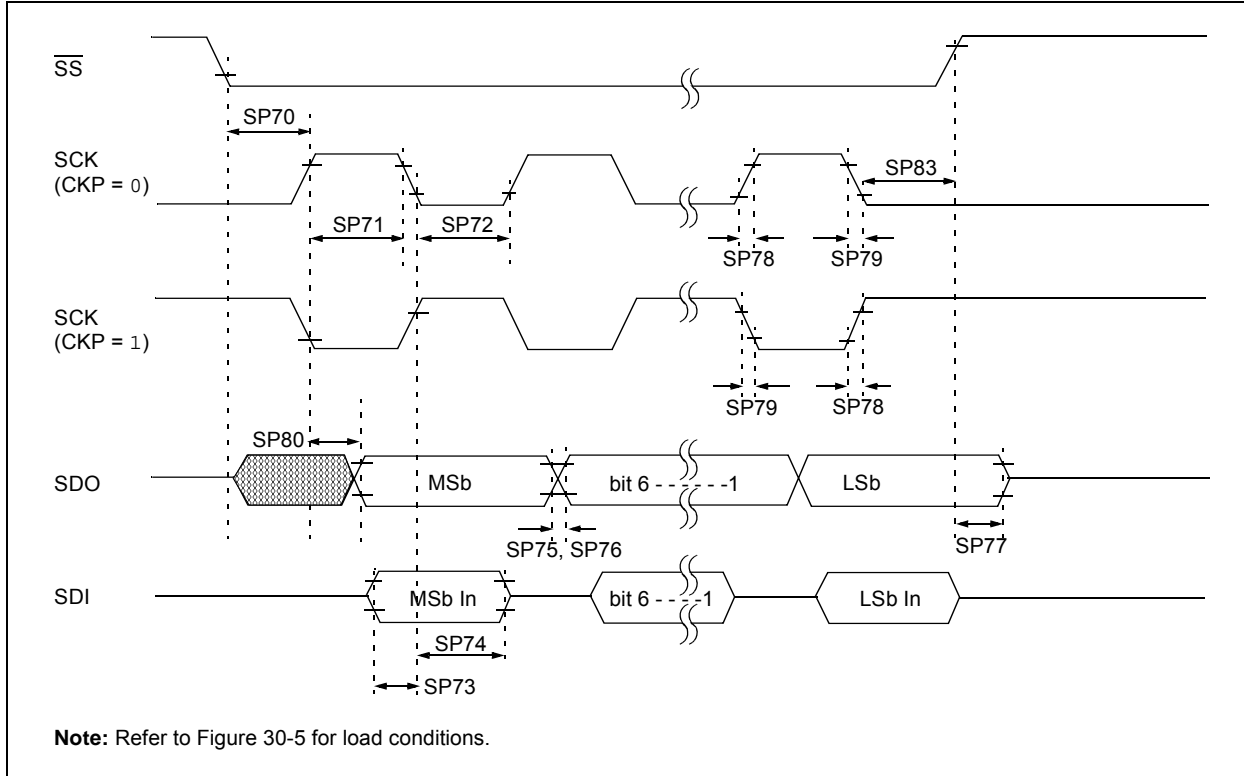 SS
SP70
SCK
(CKP = 0)
SP83
SP71
SP72
SP78
SP79
SCK
(CKP = 1)
SP79
SP78
SP80
SDO
MSb
bit 6 - - - - - -1
LSb
SP75, SP76
SP77
SDI
MSb In
bit 6 - - - -1
LSb In
SP74
SP73
Note: Refer to Figure 30-5 for load conditions.